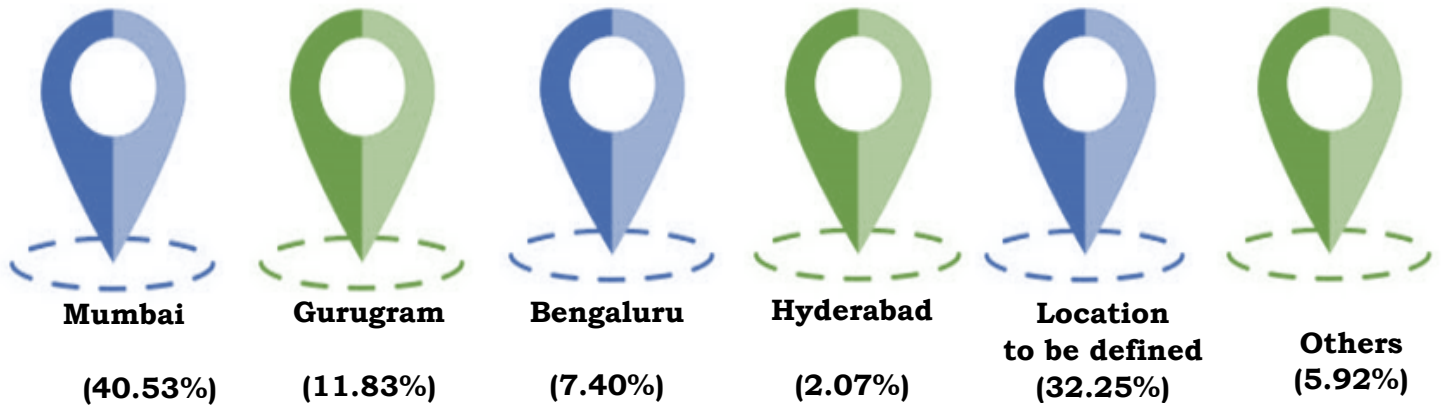 Mumbai
(40.53%)
Gurugram
(11.83%)
Bengaluru
(7.40%)
Hyderabad
(2.07%)
Location
to be defined
(32.25%)
Others
(5.92%)